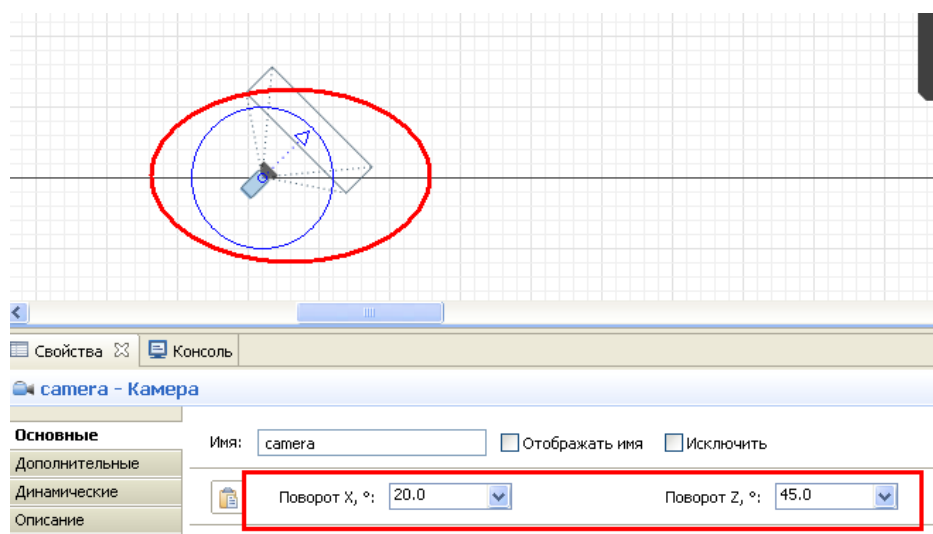 Свойства Консоль
camera - Камера
Основные
Имя: camera Отображать имя Исключить
Дополнительные
Динамические
Поворот X, °: 20.0 Поворот Z, °: 45.0
Описание